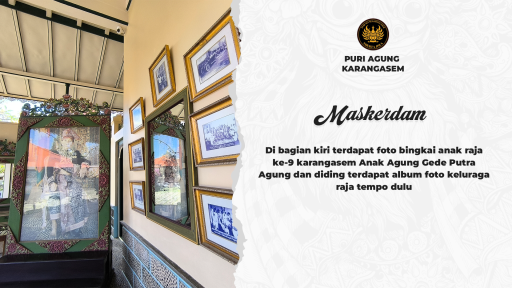 PURI AGUNG
KARANGASEM
Maskerdam
Di bagian kiri terdapat foto bingkai anak raja
ke-9 karangasem Anak Agung Gede Putra
Agung dan diding terdapat album foto keluraga
raja tempo dulu